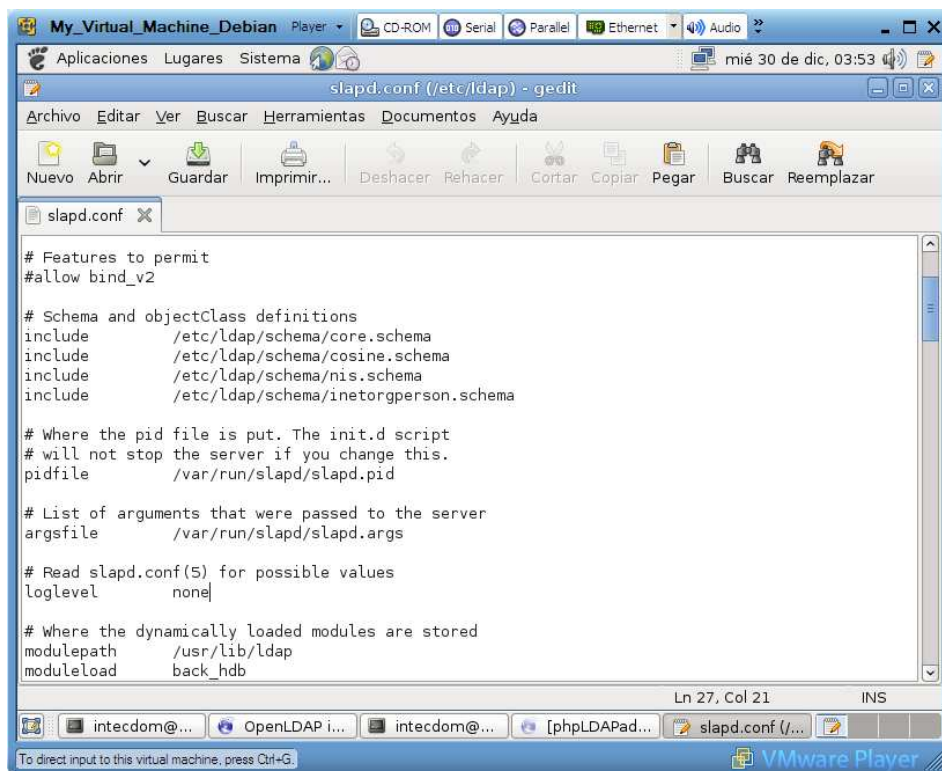 My_Virtual_Machine_Debian Player CD-ROM Serial Parallel Ethernet Audio
Aplicaciones Lugares Sistema mié 30 de dic, 03:53
slapd.conf (/etc/ldap) - gedit
Archivo Editar Ver Buscar Herramientas Documentos Ayuda
Nuevo Abrir Guardar Imprimir... Deshacer Rehacer Cortar Copiar Pegar Buscar Reemplazar
slapd.conf
# Features to permit
#allow bind_v2
# Schema and objectClass definitions
include /etc/ldap/schema/core.schema
include /etc/ldap/schema/cosine.schema
include /etc/ldap/schema/nis.schema
include /etc/ldap/schema/inetorgperson.schema
# Where the pid file is put. The init.d script
# will not stop the server if you change this.
pidfile /var/run/slapd/slapd.pid
# List of arguments that were passed to the server
argsfile /var/run/slapd/slapd.args
# Read slapd.conf(5) for possible values
loglevel none
# Where the dynamically loaded modules are stored
modulepath /usr/lib/ldap
moduleload back_hdb
Ln 27, Col 21 INS
intecdom@... OpenLDAP i... intecdom@... [phpLDAPad... slapd.conf (/...
To direct input to this virtual machine, press Ctrl+G. VMware Player